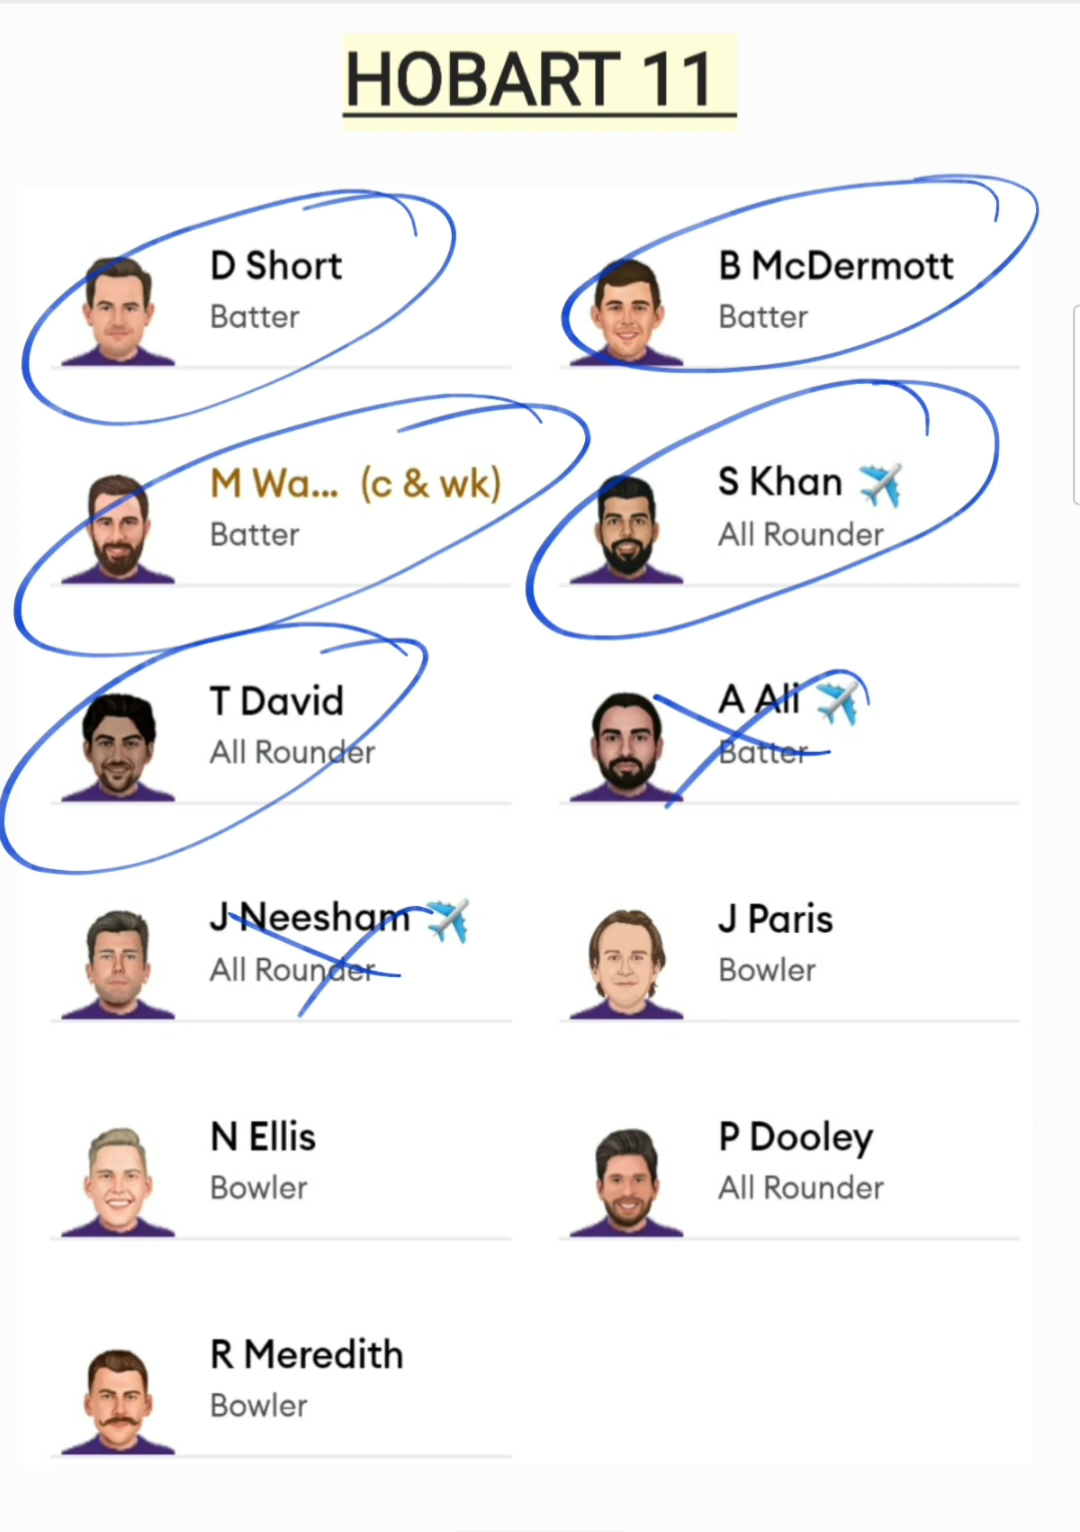 HOBART 11
D Short
Batter
B McDermott
Batter
M Wa... (c & wk)
Batter
S Khan ✈️
All Rounder
T David
All Rounder
A Ali ✈️
Batter
J Neesham ✈️
All Rounder
J Paris
Bowler
N Ellis
Bowler
P Dooley
All Rounder
R Meredith
Bowler